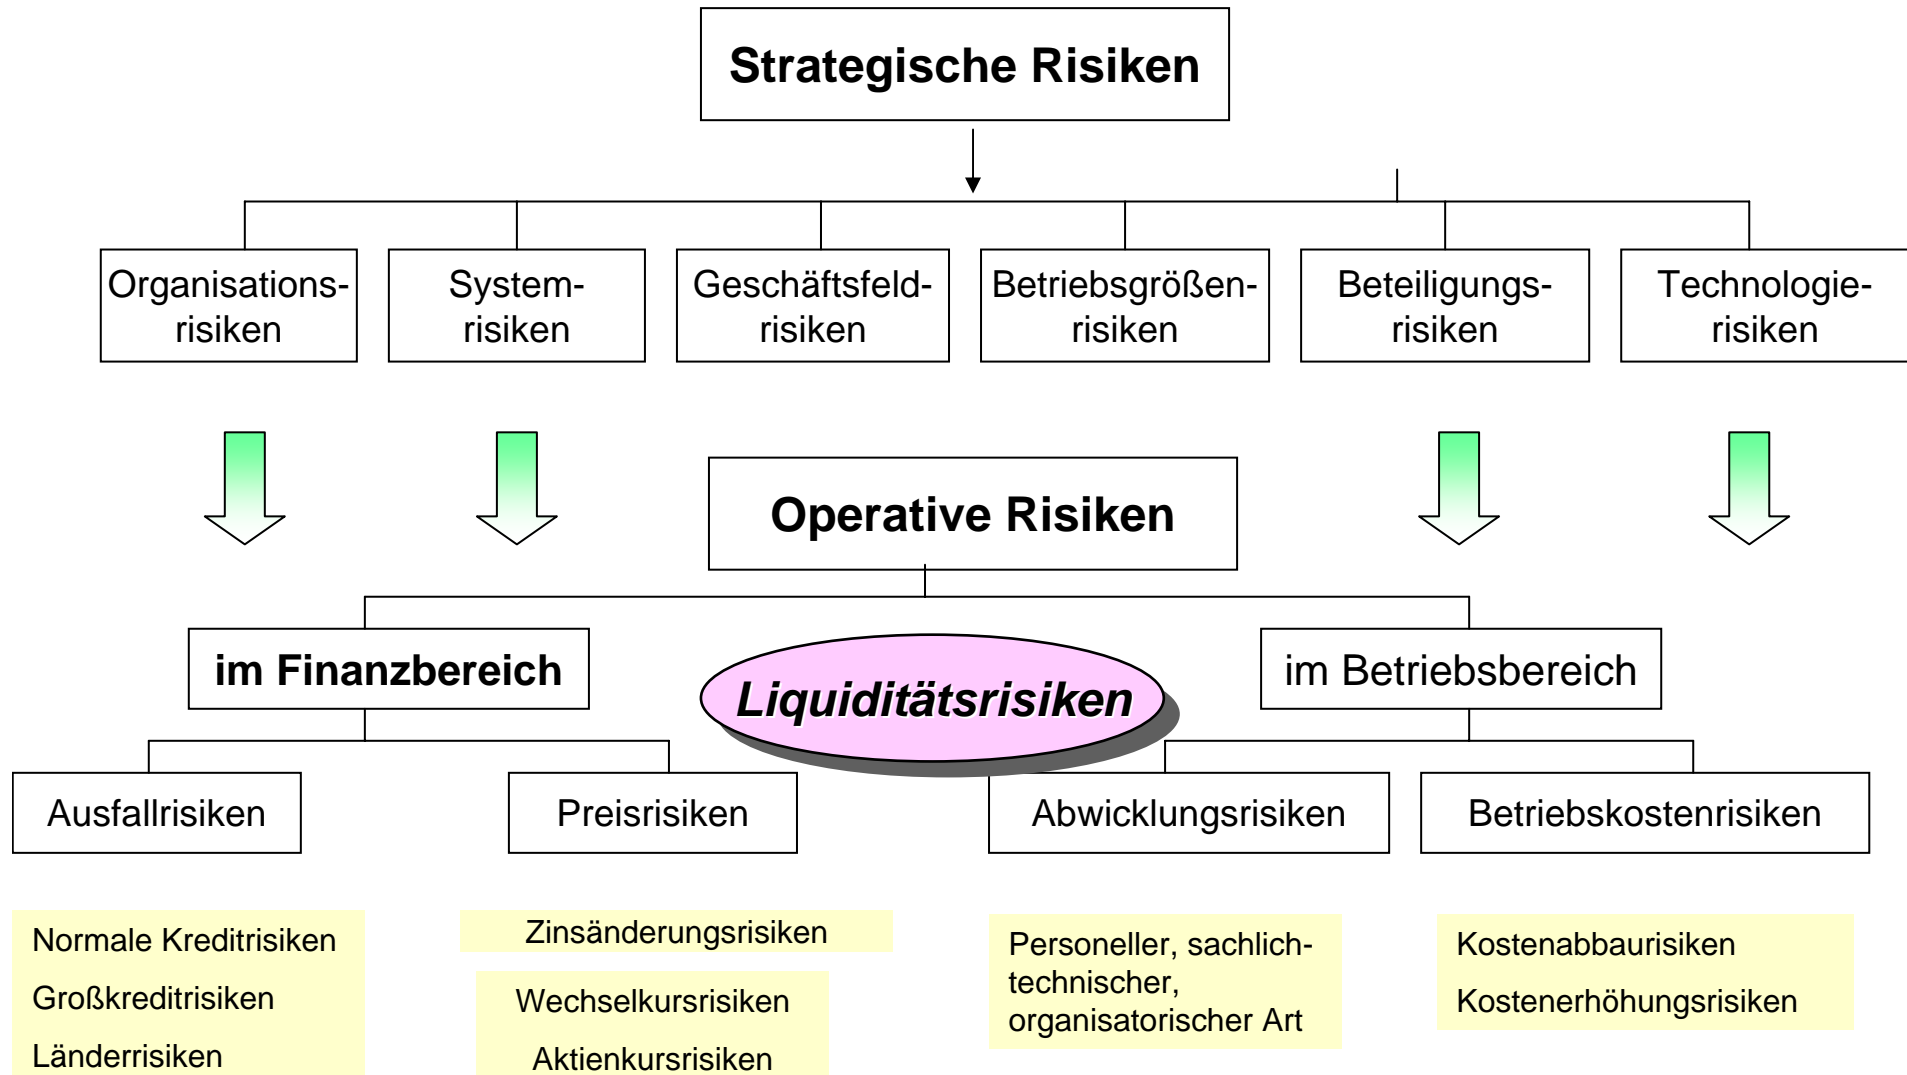 Strategische Risiken
Organisations-
risiken
System-
risiken
Geschäftsfeld-
risiken
Betriebsgrößen-
risiken
Beteiligungs-
risiken
Technologie-
risiken
Operative Risiken
im Finanzbereich
Liquiditätsrisiken
im Betriebsbereich
Ausfallrisiken
Preisrisiken
Abwicklungsrisiken
Betriebskostenrisiken
Normale Kreditrisiken
Großkreditrisiken
Länderrisiken
Zinsänderungsrisiken
Wechselkursrisiken
Aktienkursrisiken
Personeller, sachlich-
technischer,
organisatorischer Art
Kostenabbaurisiken
Kostenerhöhungsrisiken